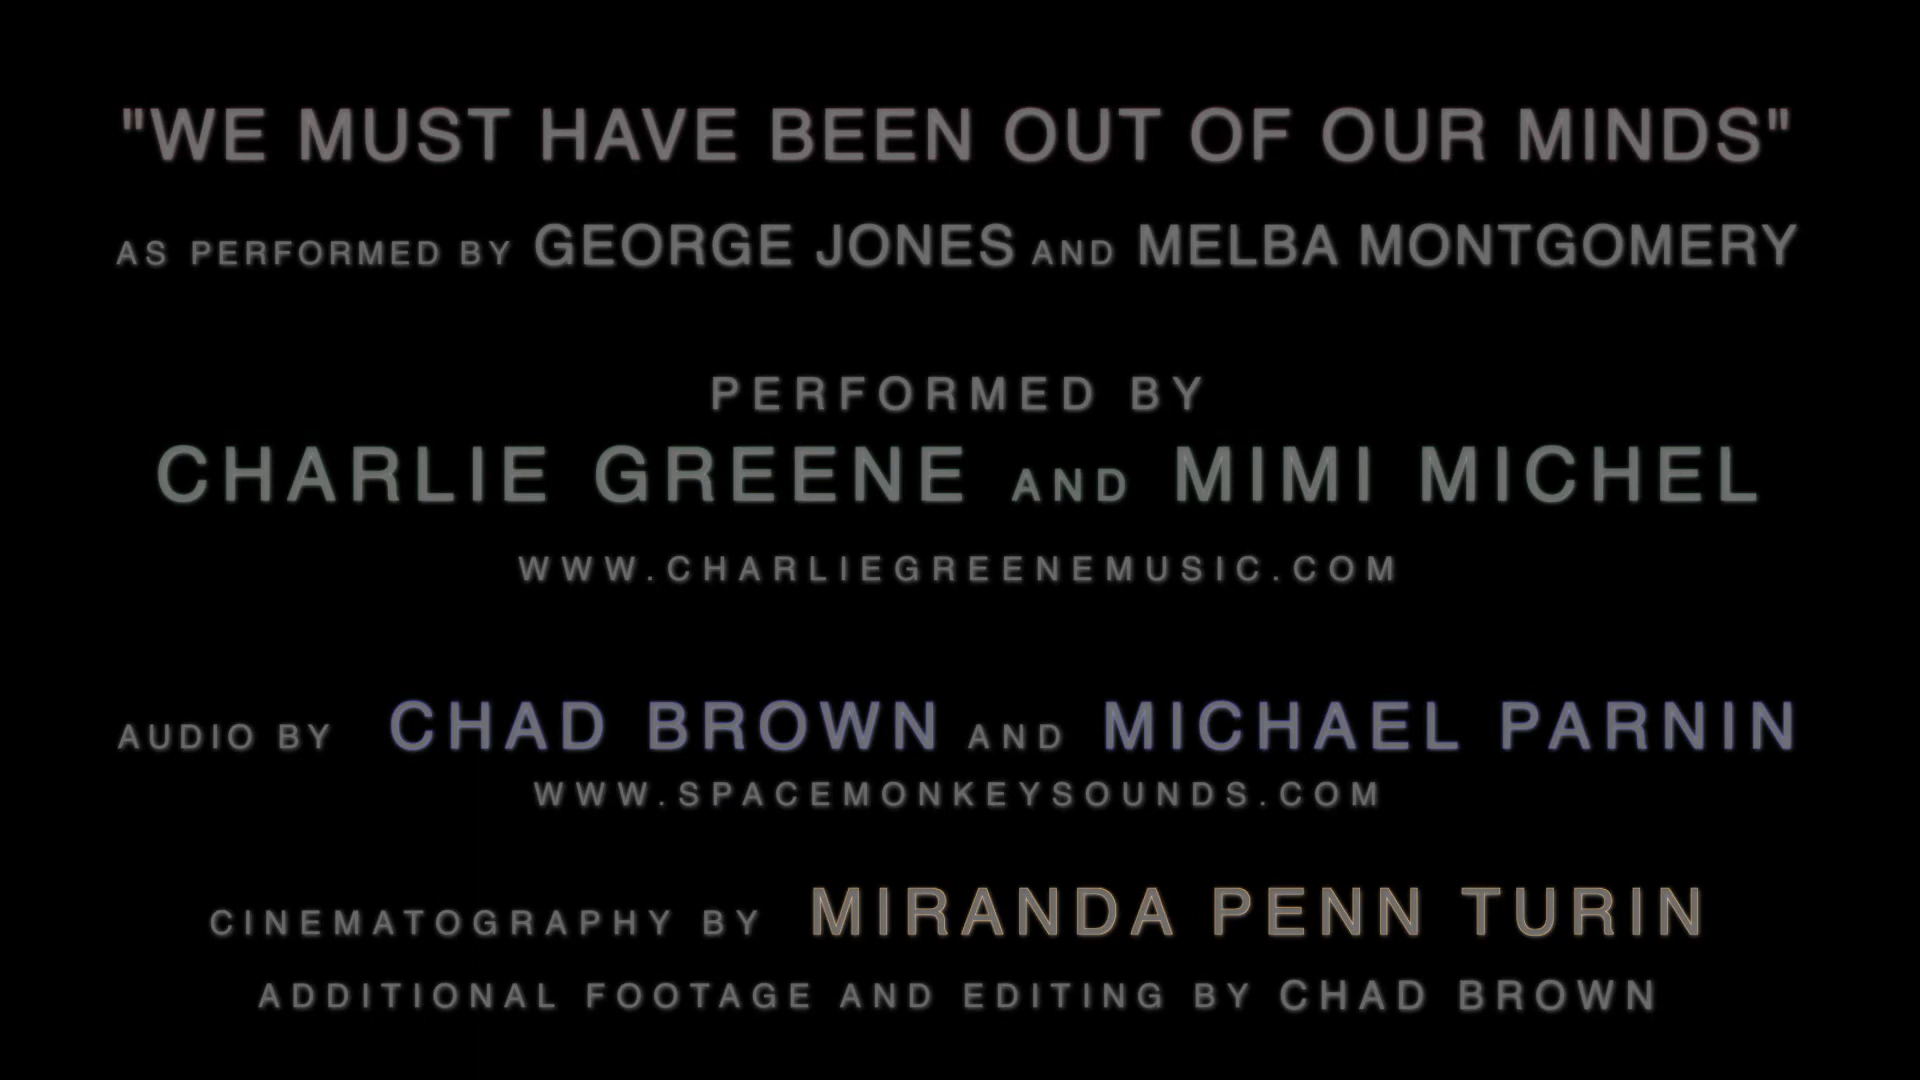 "WE MUST HAVE BEEN OUT OF OUR MINDS"
AS PERFORMED BY GEORGE JONES AND MELBA MONTGOMERY
PERFORMED BY
CHARLIE GREENE AND MIMI MICHEL
WWW.CHARLIEGREENEMUSIC.COM
AUDIO BY CHAD BROWN AND MICHAEL PARNIN
WWW.SPACEMONKEYSOUNDS.COM
CINEMATOGRAPHY BY MIRANDA PENN TURIN
ADDITIONAL FOOTAGE AND EDITING BY CHAD BROWN